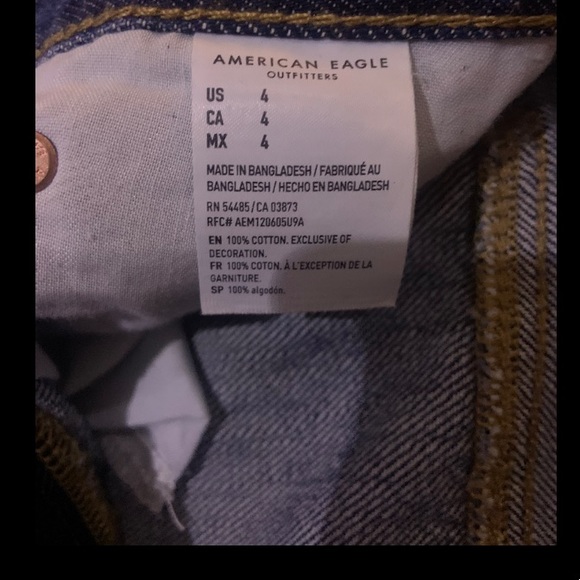 AMERICAN EAGLE
OUTFITTERS
US 4
CA 4
MX 4
MADE IN BANGLADESH / FABRIQUÉ AU
BANGLADESH / HECHO EN BANGLADESH
RN 54485 / CA 03873
RFC# AEM120605U9A
EN 100% COTTON. EXCLUSIVE OF
DECORATION.
FR 100% COTON. À L'EXCEPTION DE LA
GARNITURE.
SP 100% algodón.